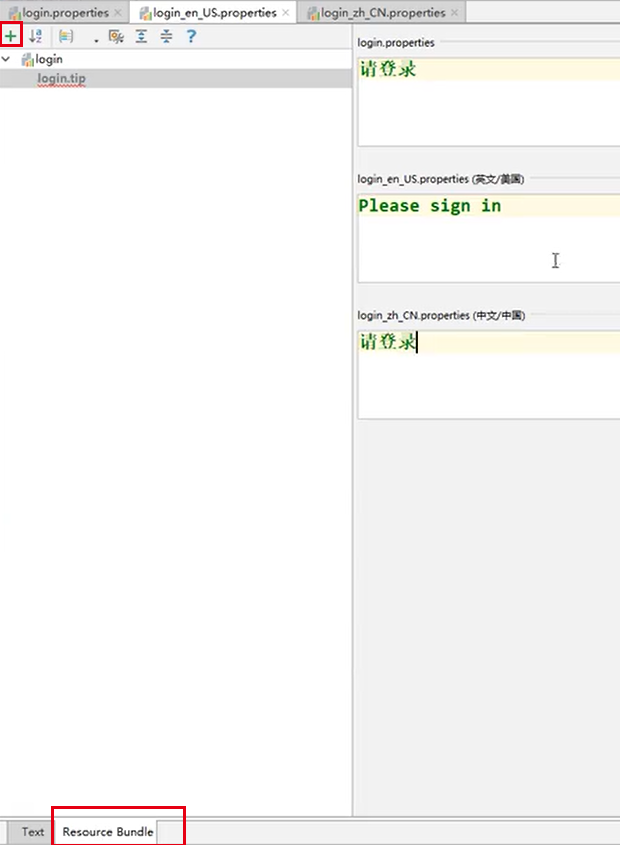 login.properties
login_en_US.properties
login_zh_CN.properties
login
login.tip
login.properties
请登录
login_en_US.properties (英文/美国)
Please sign in
login_zh_CN.properties (中文/中国)
请登录
Text
Resource Bundle